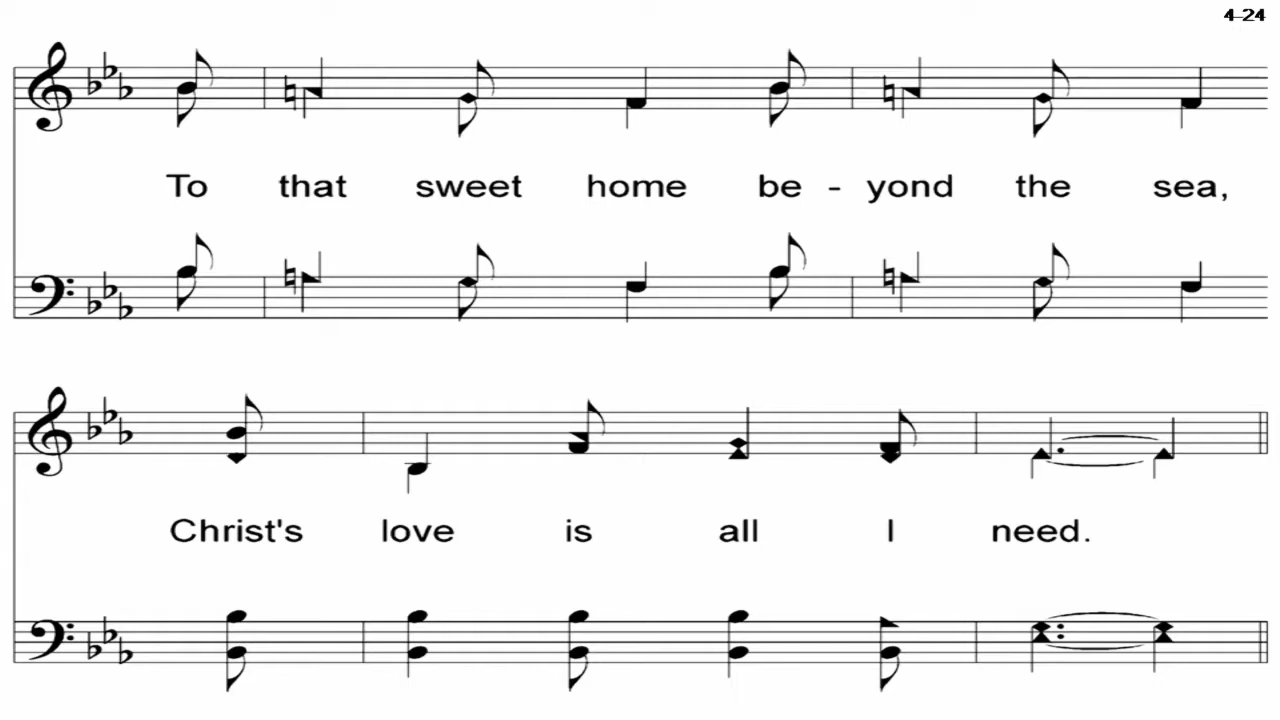 4-24
To that sweet home be - yond the sea,
Christ's love is all I need.